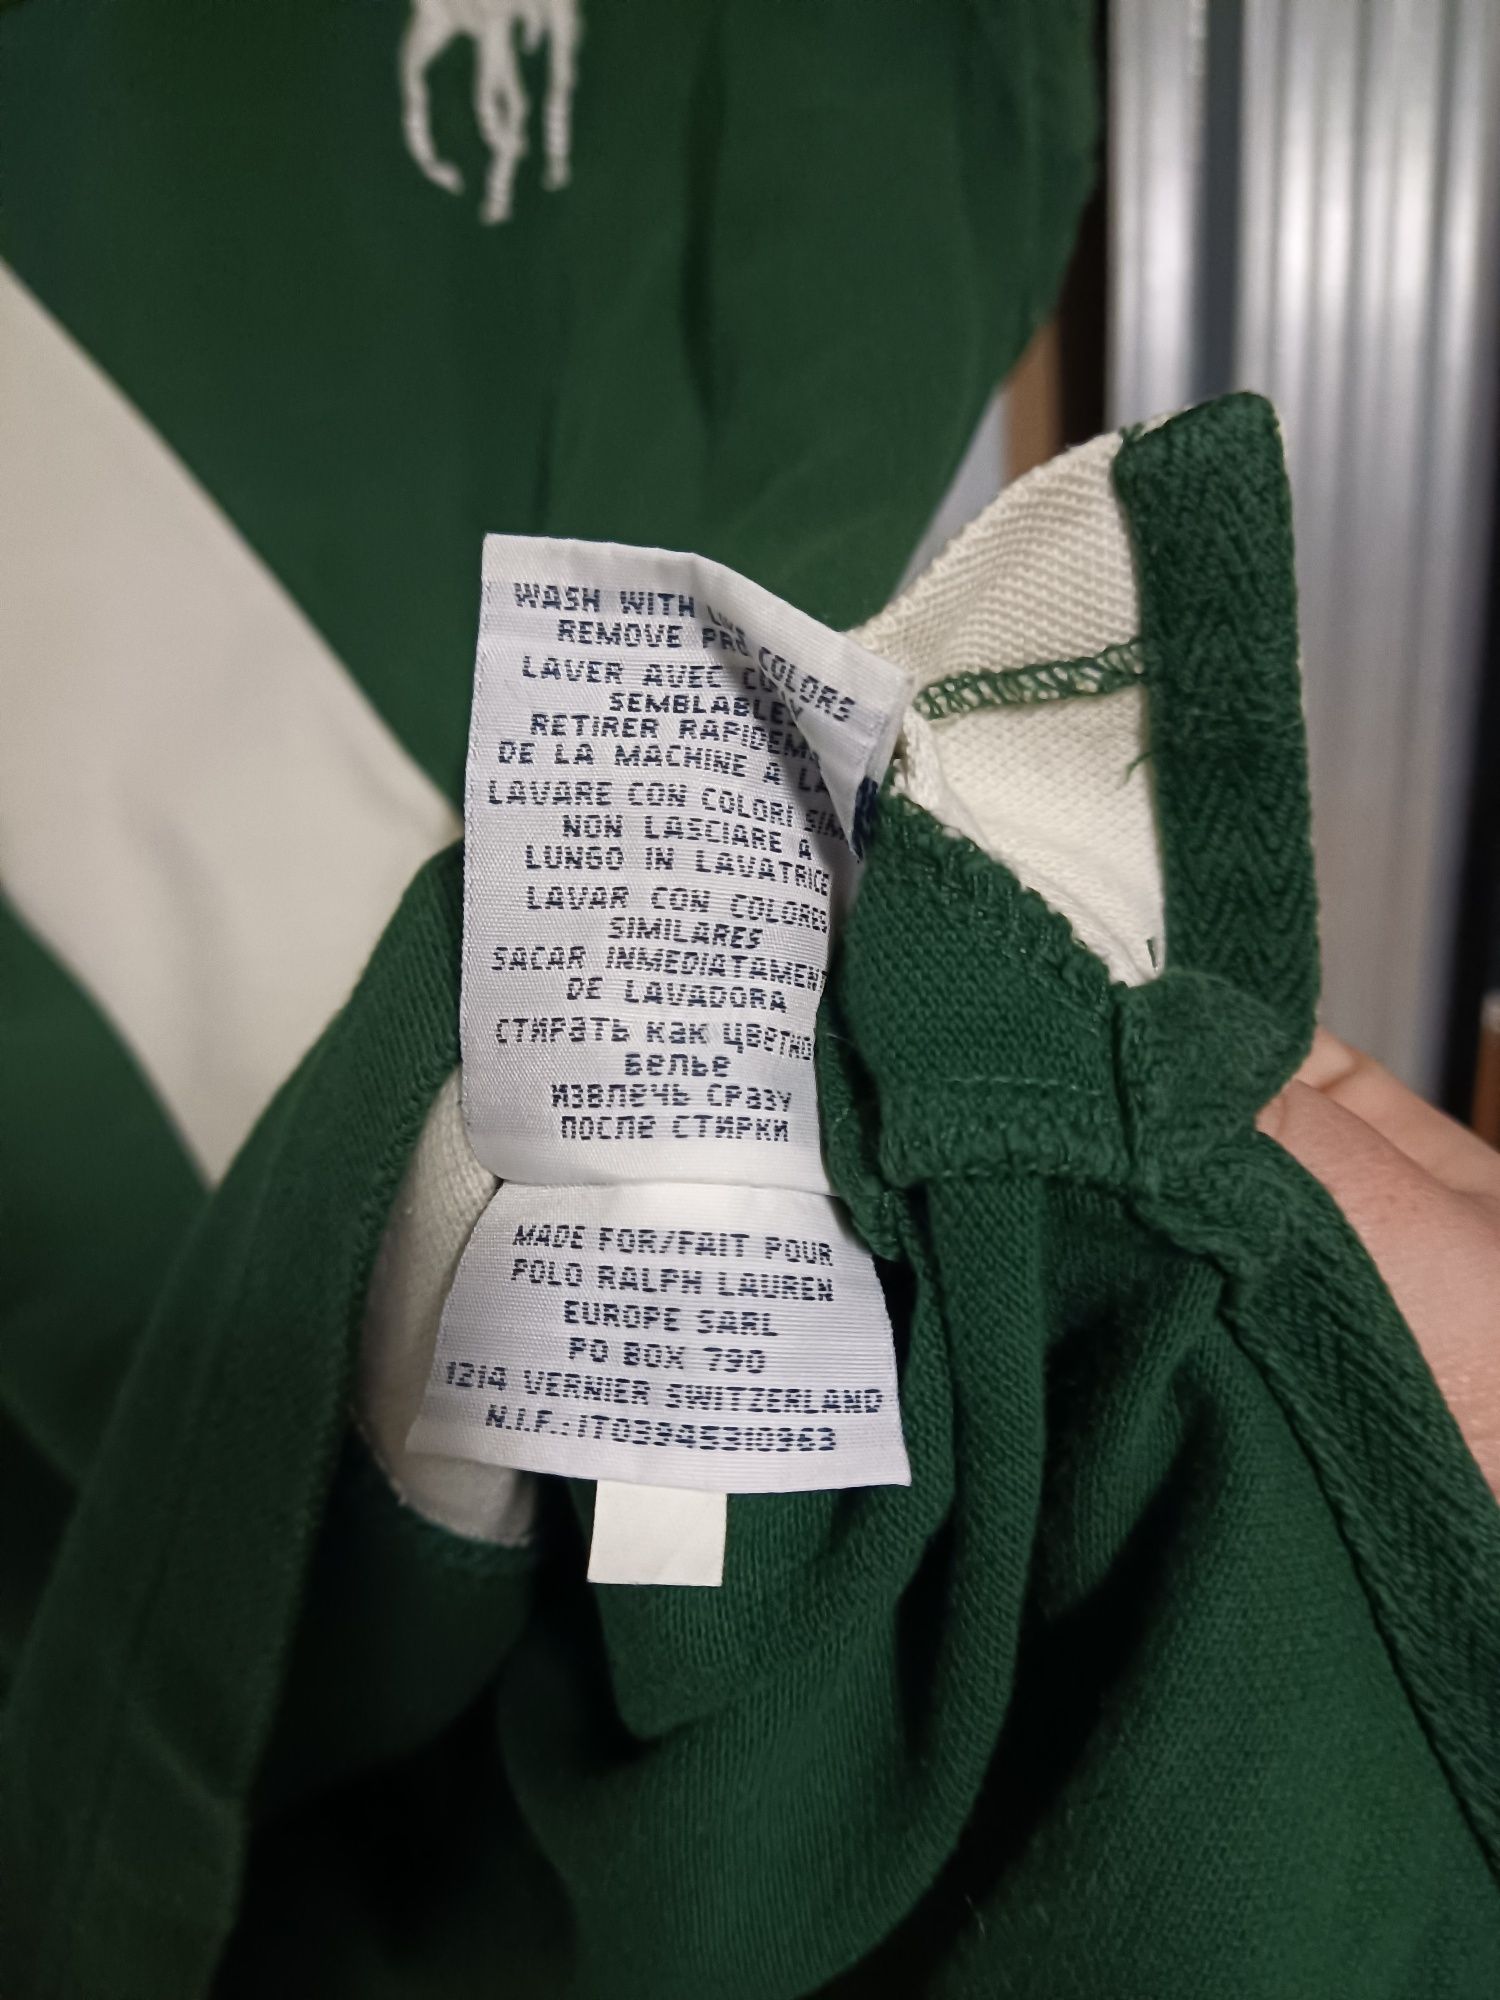 WASH WITH COLORS
REMOVE
LAVER AVEC
SEMBLABLES
RETIRER
DE LA MACHINE A LA
LAVARE CON COLORI
NON LASCIARE A
LUNGO IN LAVATRICE
LAVAR CON COLORES
SIMILARES
SACAR
DE LAVADORA
СТИРАТЬ КАК
БЕЛЬЕ
ИЗВЛЕЧЬ СРАЗУ
ПОСЛЕ СТИРКИ
MADE FOR/FAIT POUR
POLO RALPH LAUREN
EUROPE SARL
PO BOX 790
1214 VERNIER SWITZERLAND
N.I.F.: IT03945310963